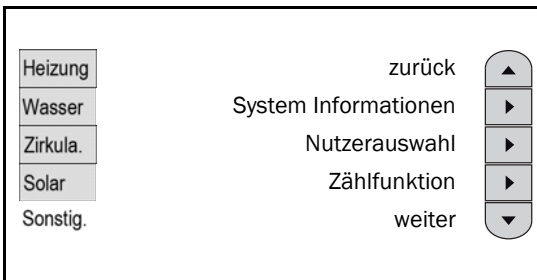 Heizung zurück
Wasser System Informationen
Zirkula. Nutzerauswahl
Solar Zählfunktion
Sonstig. weiter